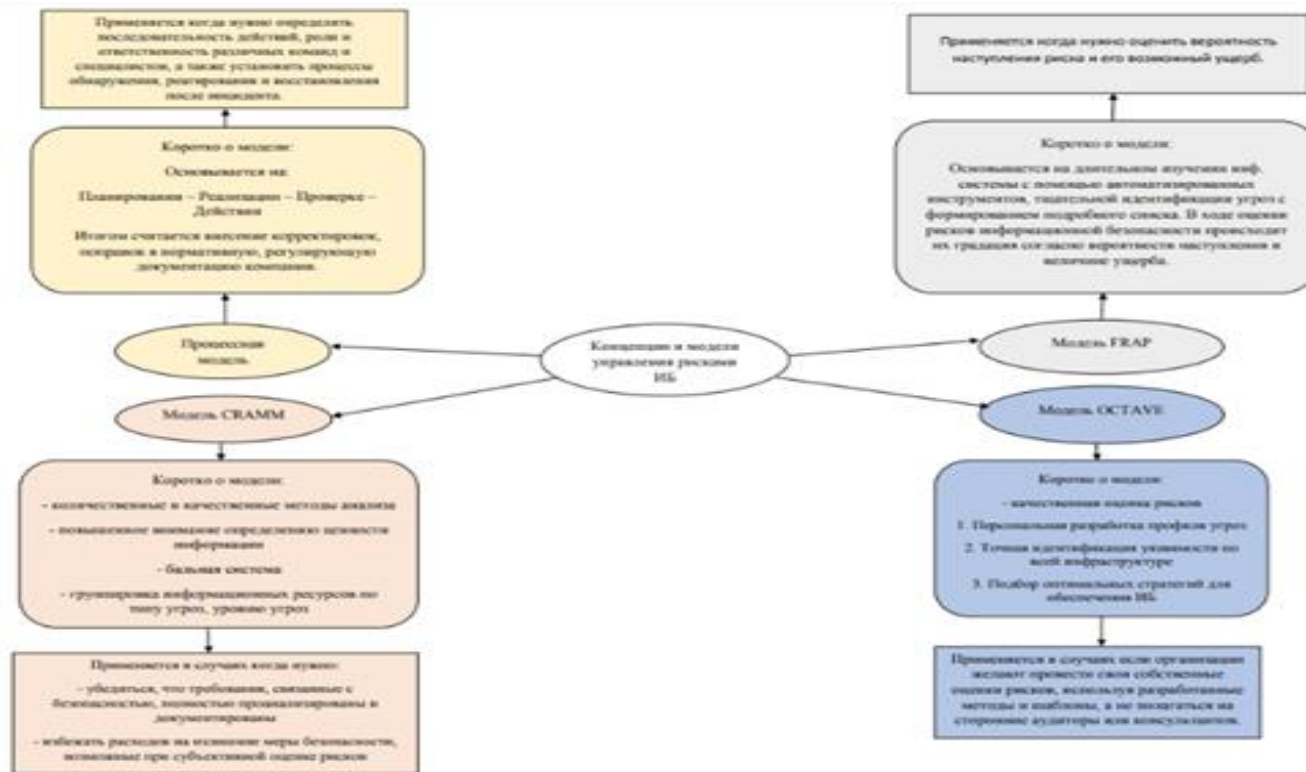 Применяется когда нужно определять
последовательность действий, роли и
ответственность различных команд и
специалистов, а также установить процессы
обнаружения, реагирования и восстановления
после инцидента.
Коротко о модели:
Основывается на:
Планировании – Реализации – Проверке –
Действии
Итогом считается внесение корректировок,
поправок в нормативную, регулирующую
документацию компании.
Процессная
модель
Применяется когда нужно оценить вероятность
наступления риска и его возможный ущерб.
Коротко о модели:
Основывается на длительном изучении инф.
системы с помощью автоматизированных
инструментов, тщательной идентификации угроз с
формированием подробного списка. В ходе оценки
рисков информационной безопасности происходит
их градация согласно вероятности наступления и
величине ущерба.
Модель FRAP
Концепции и модели
управления рисками
ИБ
Модель CRAMM
Коротко о модели:
- количественные и качественные методы анализа
- повышенное внимание определению ценности
информации
- бальная система
- группировка информационных ресурсов по
типу угроз, уровню угроз
Применяется в случаях когда нужно:
- убедиться, что требования, связанные с
безопасностью, полностью проанализированы и
документированы
- избежать расходов на излишние меры безопасности,
возможные при субъективной оценке рисков
Модель OCTAVE
Коротко о модели:
- качественная оценка рисков
1. Персональная разработка профиля угроз
2. Точная идентификация уязвимости по
всей инфраструктуре
3. Подбор оптимальных стратегий для
обеспечения ИБ
Применяется в случаях если организации
желают провести свои собственные
оценки рисков, используя разработанные
методы и шаблоны, а не полагаться на
сторонние аудиторы или консультантов.